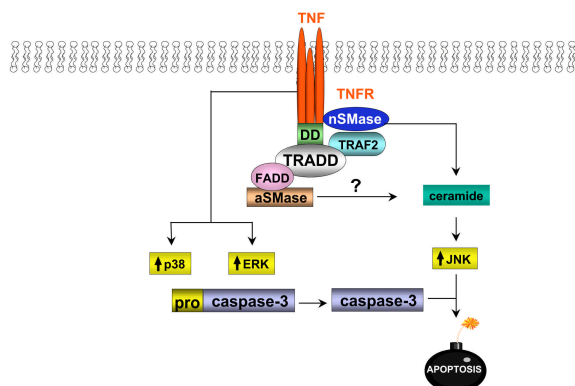 TNF
TNFR
nSMase
DD
TRAF2
TRADD
FADD
?
aSMase
ceramide
p38
ERK
JNK
pro caspase-3
caspase-3
APOPTOSIS